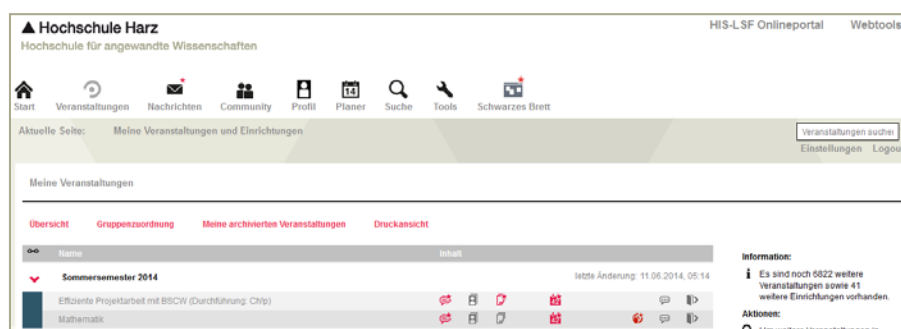 Hochschule Harz
HIS-LSF Onlineportal Webtools
Hochschule für angewandte Wissenschaften
14
Start Veranstaltungen Nachrichten Community Profil Planer Suche Tools Schwarzes Brett
Aktuelle Seite: Meine Veranstaltungen und Einrichtungen
Veranstaltungen suchen
Einstellungen Logou
Meine Veranstaltungen
Übersicht Gruppenzuordnung Meine archivierten Veranstaltungen Druckansicht
Name Inhalt
Sommersemester 2014 letzte Änderung: 11.06.2014, 05:14
Effiziente Projektarbeit mit BSCW (Durchführung: Ch/p)
Mathematik
Information:
Es sind noch 6822 weitere
Veranstaltungen sowie 41
weitere Einrichtungen vorhanden.
Aktionen: